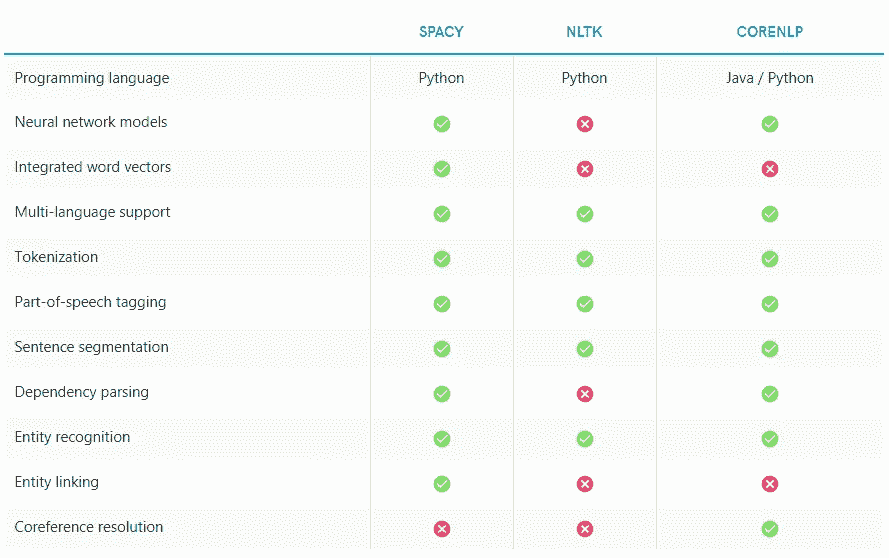 SPACY NLTK CORENLP
Programming language Python Python Java / Python
Neural network models
Integrated word vectors
Multi-language support
Tokenization
Part-of-speech tagging
Sentence segmentation
Dependency parsing
Entity recognition
Entity linking
Coreference resolution